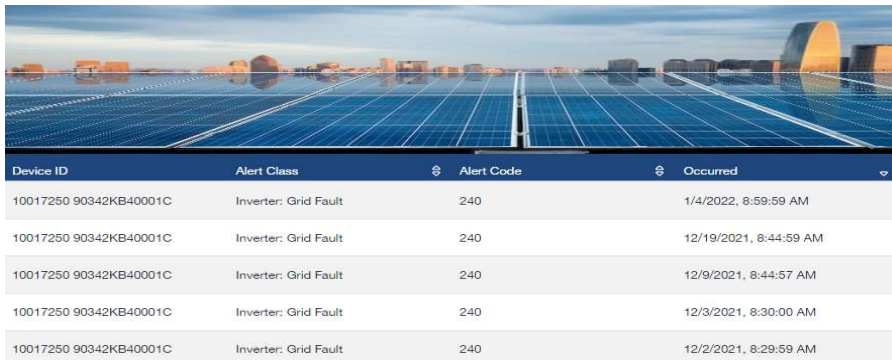 Device ID Alert Class Alert Code Occurred
10017250 90342KB40001C Inverter: Grid Fault 240 1/4/2022, 8:59:59 AM
10017250 90342KB40001C Inverter: Grid Fault 240 12/19/2021, 8:44:59 AM
10017250 90342KB40001C Inverter: Grid Fault 240 12/9/2021, 8:44:57 AM
10017250 90342KB40001C Inverter: Grid Fault 240 12/3/2021, 8:30:00 AM
10017250 90342KB40001C Inverter: Grid Fault 240 12/2/2021, 8:29:59 AM